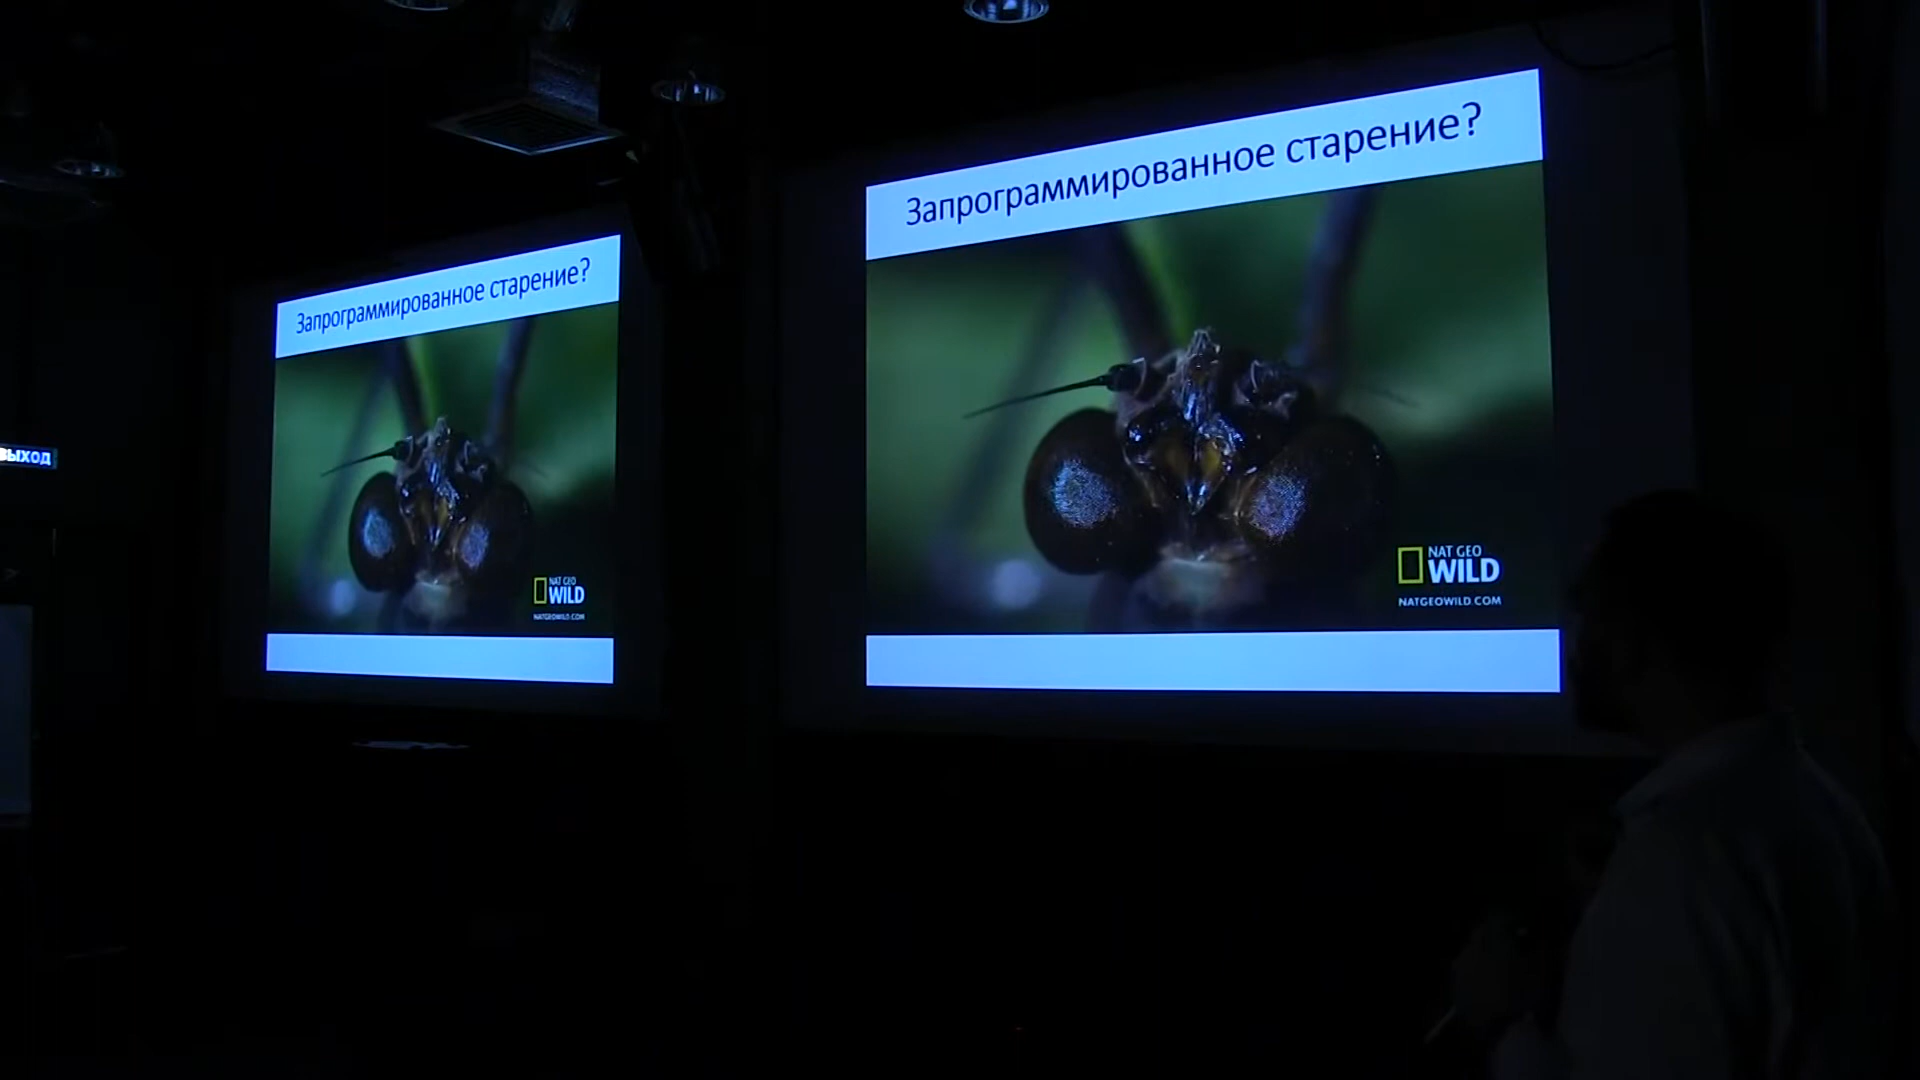 Запрограммированное старение?
NAT GEO
WILD
NATGEOWILD.COM
Запрограммированное старение?
NAT GEO
WILD
NATGEOWILD.COM
ВЫХОД